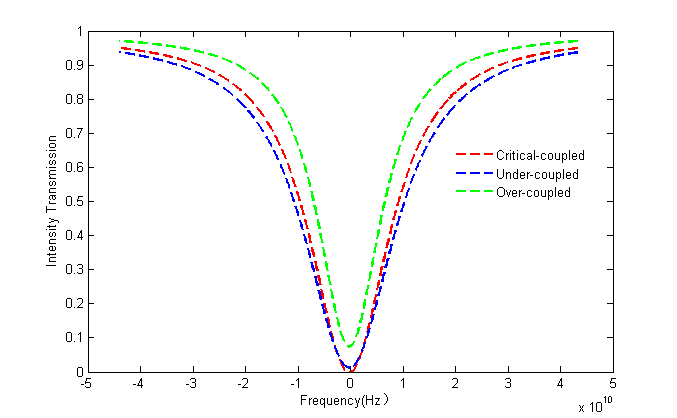 1
0.9
0.8
0.7
0.6
0.5
0.4
0.3
0.2
0.1
0
Intensity Transmission
Critical-coupled
Under-coupled
Over-coupled
-5 -4 -3 -2 -1 0 1 2 3 4 5
Frequency(Hz)
x 10^10